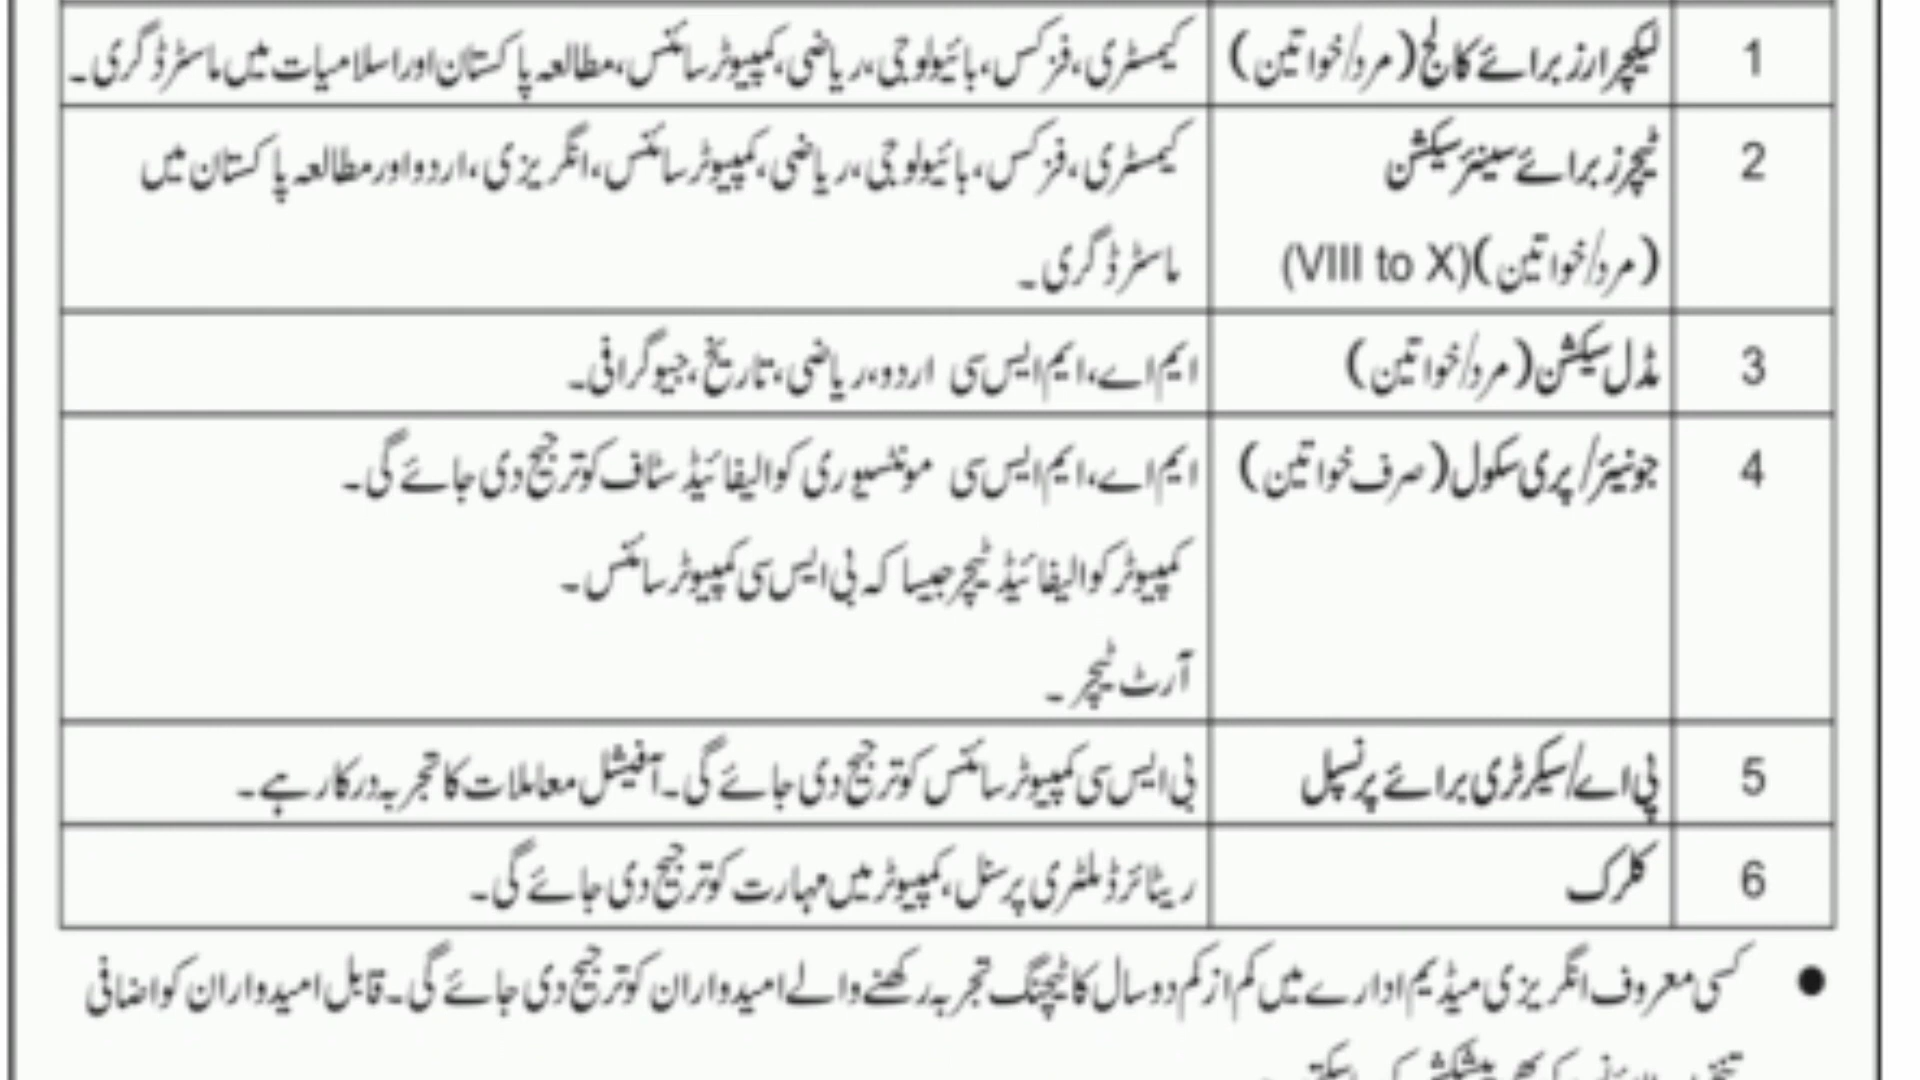 1 لیکچرارز برائے کالج (مرد/خواتین) کیمسٹری، فزکس، بائیولوجی، ریاضی، کمپیوٹر سائنس، مطالعہ پاکستان اور اسلامیات میں ماسٹرڈگری۔
2 ٹیچرز برائے سینئر سیکشن کیمسٹری، فزکس، بائیولوجی، ریاضی، کمپیوٹر سائنس، انگریزی، اردو اور مطالعہ پاکستان میں
(مرد/خواتین) (VIII to X) ماسٹرڈگری۔
3 مڈل سیکشن (مرد/خواتین) ایم اے، ایم ایس سی اردو، ریاضی، تاریخ، جیوگرافی۔
4 جونیئر/پری سکول (صرف خواتین) ایم اے، ایم ایس سی مونٹسیوری کوالیفائیڈ سٹاف کو ترجیح دی جائے گی۔
کمپیوٹر کوالیفائیڈ ٹیچر جیسا کہ بی ایس سی کمپیوٹر سائنس۔
آرٹ ٹیچر۔
5 پی اے/سیکرٹری برائے پرنسپل بی ایس سی کمپیوٹر سائنس کو ترجیح دی جائے گی۔ آفیشل معاملات کا تجربہ درکار ہے۔
6 کلرک ریٹائرڈ ملٹری پرسنل، کمپیوٹر میں مہارت کو ترجیح دی جائے گی۔
● کسی معروف انگریزی میڈیم ادارے میں کم از کم دو سال کا ٹیچنگ تجربہ رکھنے والے امیدواران کو ترجیح دی جائے گی۔ قابل امیدواران کو اضافی